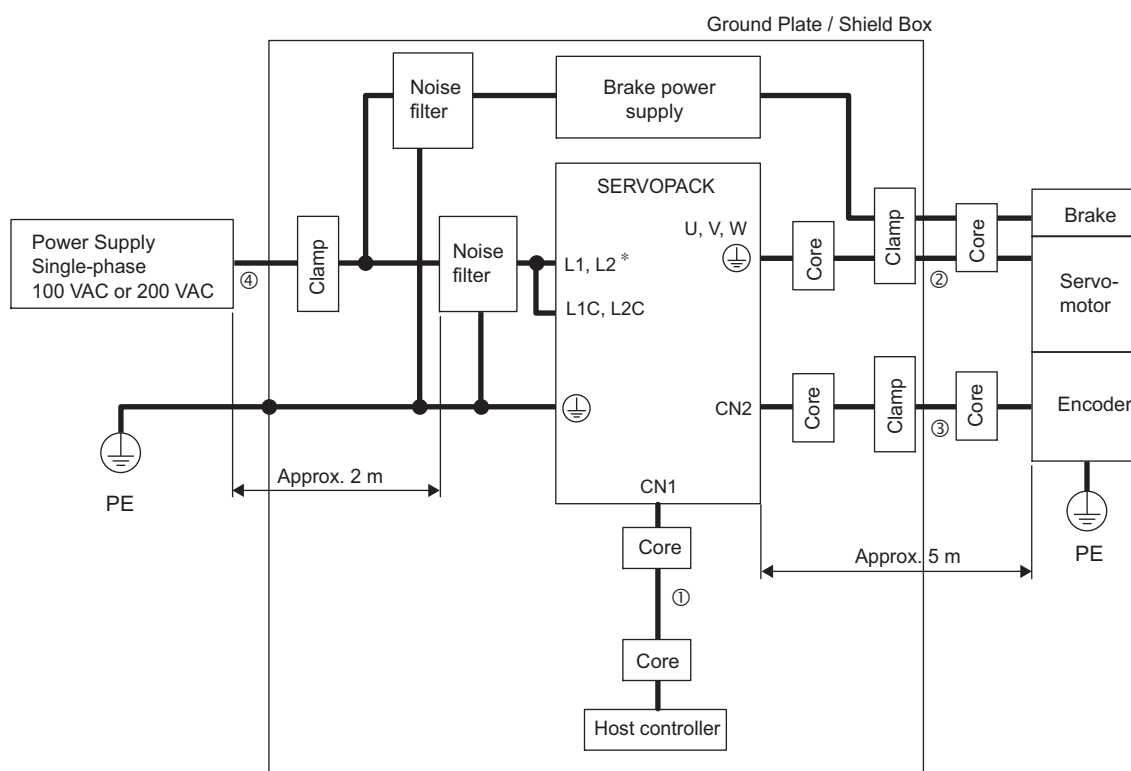 Ground Plate / Shield Box
Noise
filter
Brake power
supply
SERVOPACK
Power Supply
Single-phase
100 VAC or 200 VAC
④
Clamp
Noise
filter
L1, L2 *
L1C, L2C
U, V, W
Core
Clamp
②
Core
Brake
Servo-
motor
CN2
Core
Clamp
③
Core
Encoder
PE
Approx. 2 m
CN1
Core
①
Core
Host controller
Approx. 5 m
PE